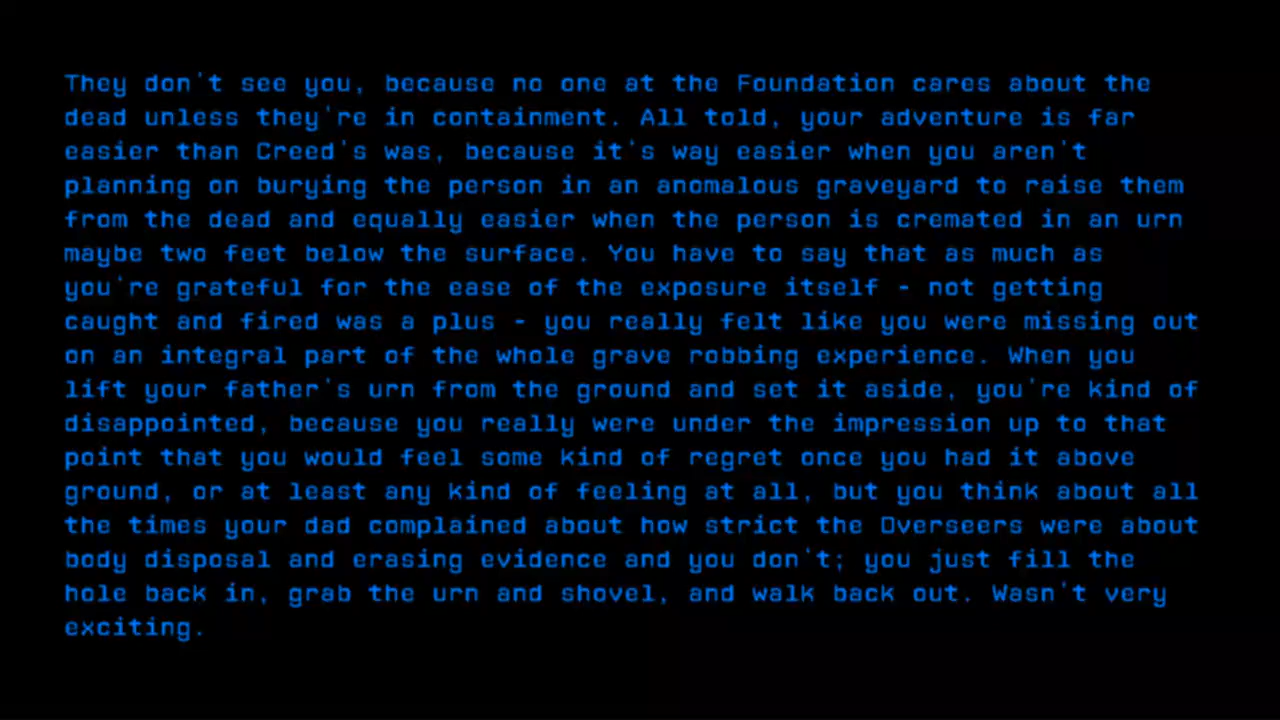 They don't see you, because no one at the Foundation cares about the
dead unless they're in containment. All told, your adventure is far
easier than Creed's was, because it's way easier when you aren't
planning on burying the person in an anomalous graveyard to raise them
from the dead and equally easier when the person is cremated in an urn
maybe two feet below the surface. You have to say that as much as
you're grateful for the ease of the exposure itself - not getting
caught and fired was a plus - you really felt like you were missing out
on an integral part of the whole grave robbing experience. When you
lift your father's urn from the ground and set it aside, you're kind of
disappointed, because you really were under the impression up to that
point that you would feel some kind of regret once you had it above
ground, or at least any kind of feeling at all, but you think about all
the times your dad complained about how strict the Overseers were about
body disposal and erasing evidence and you don't; you just fill the
hole back in, grab the urn and shovel, and walk back out. Wasn't very
exciting.